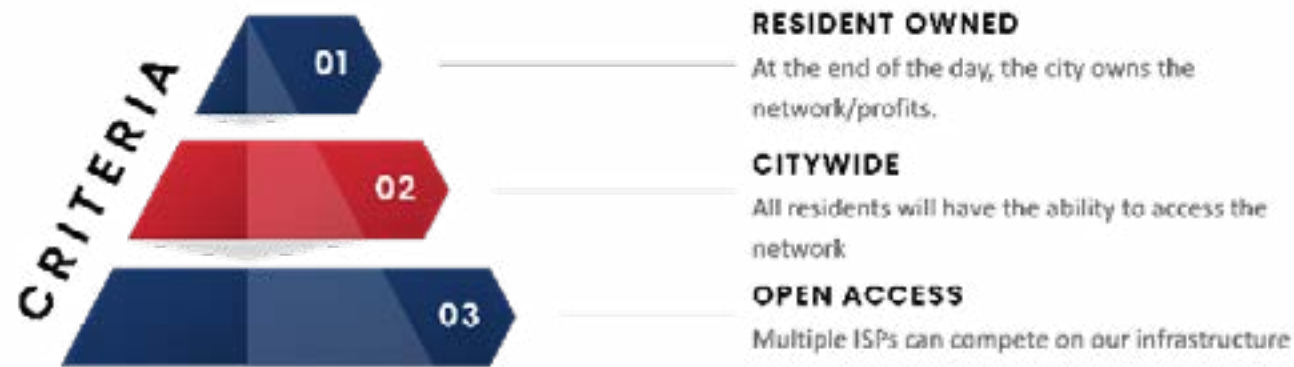 CRITERIA
01
RESIDENT OWNED
At the end of the day, the city owns the
network/profits.
02
CITYWIDE
All residents will have the ability to access the
network
03
OPEN ACCESS
Multiple ISPs can compete on our infrastructure